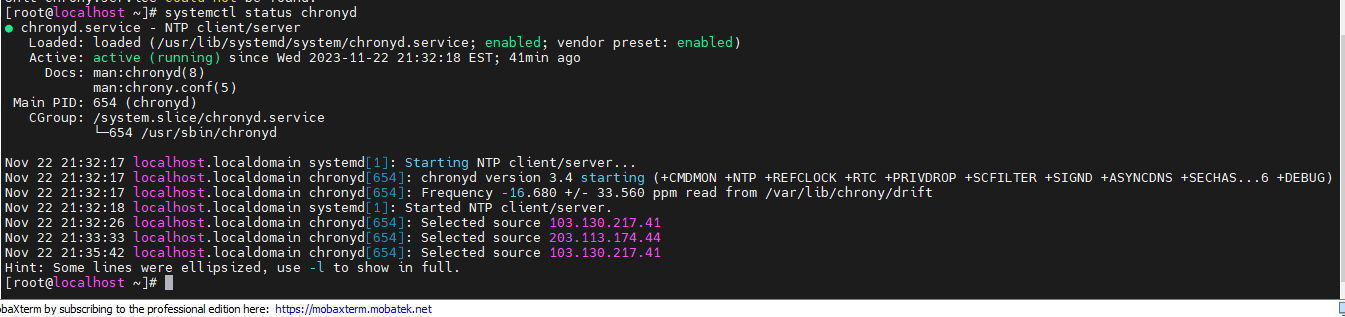 [root@localhost ~]# systemctl status chronyd
● chronyd.service - NTP client/server
   Loaded: loaded (/usr/lib/systemd/system/chronyd.service; enabled; vendor preset: enabled)
   Active: active (running) since Wed 2023-11-22 21:32:18 EST; 41min ago
     Docs: man:chronyd(8)
           man:chrony.conf(5)
 Main PID: 654 (chronyd)
   CGroup: /system.slice/chronyd.service
           └─654 /usr/sbin/chronyd
Nov 22 21:32:17 localhost.localdomain systemd[1]: Starting NTP client/server...
Nov 22 21:32:17 localhost.localdomain chronyd[654]: chronyd version 3.4 starting (+CMDMON +NTP +REFCLOCK +RTC +PRIVDROP +SCFILTER +SIGND +ASYNCDNS +SECHAS...6 +DEBUG)
Nov 22 21:32:17 localhost.localdomain chronyd[654]: Frequency -16.680 +/- 33.560 ppm read from /var/lib/chrony/drift
Nov 22 21:32:18 localhost.localdomain systemd[1]: Started NTP client/server.
Nov 22 21:32:26 localhost.localdomain chronyd[654]: Selected source 103.130.217.41
Nov 22 21:33:33 localhost.localdomain chronyd[654]: Selected source 203.113.174.44
Nov 22 21:35:42 localhost.localdomain chronyd[654]: Selected source 103.130.217.41
Hint: Some lines were ellipsized, use -l to show in full.
[root@localhost ~]#
obaXterm by subscribing to the professional edition here: https://mobaxterm.mobatek.net